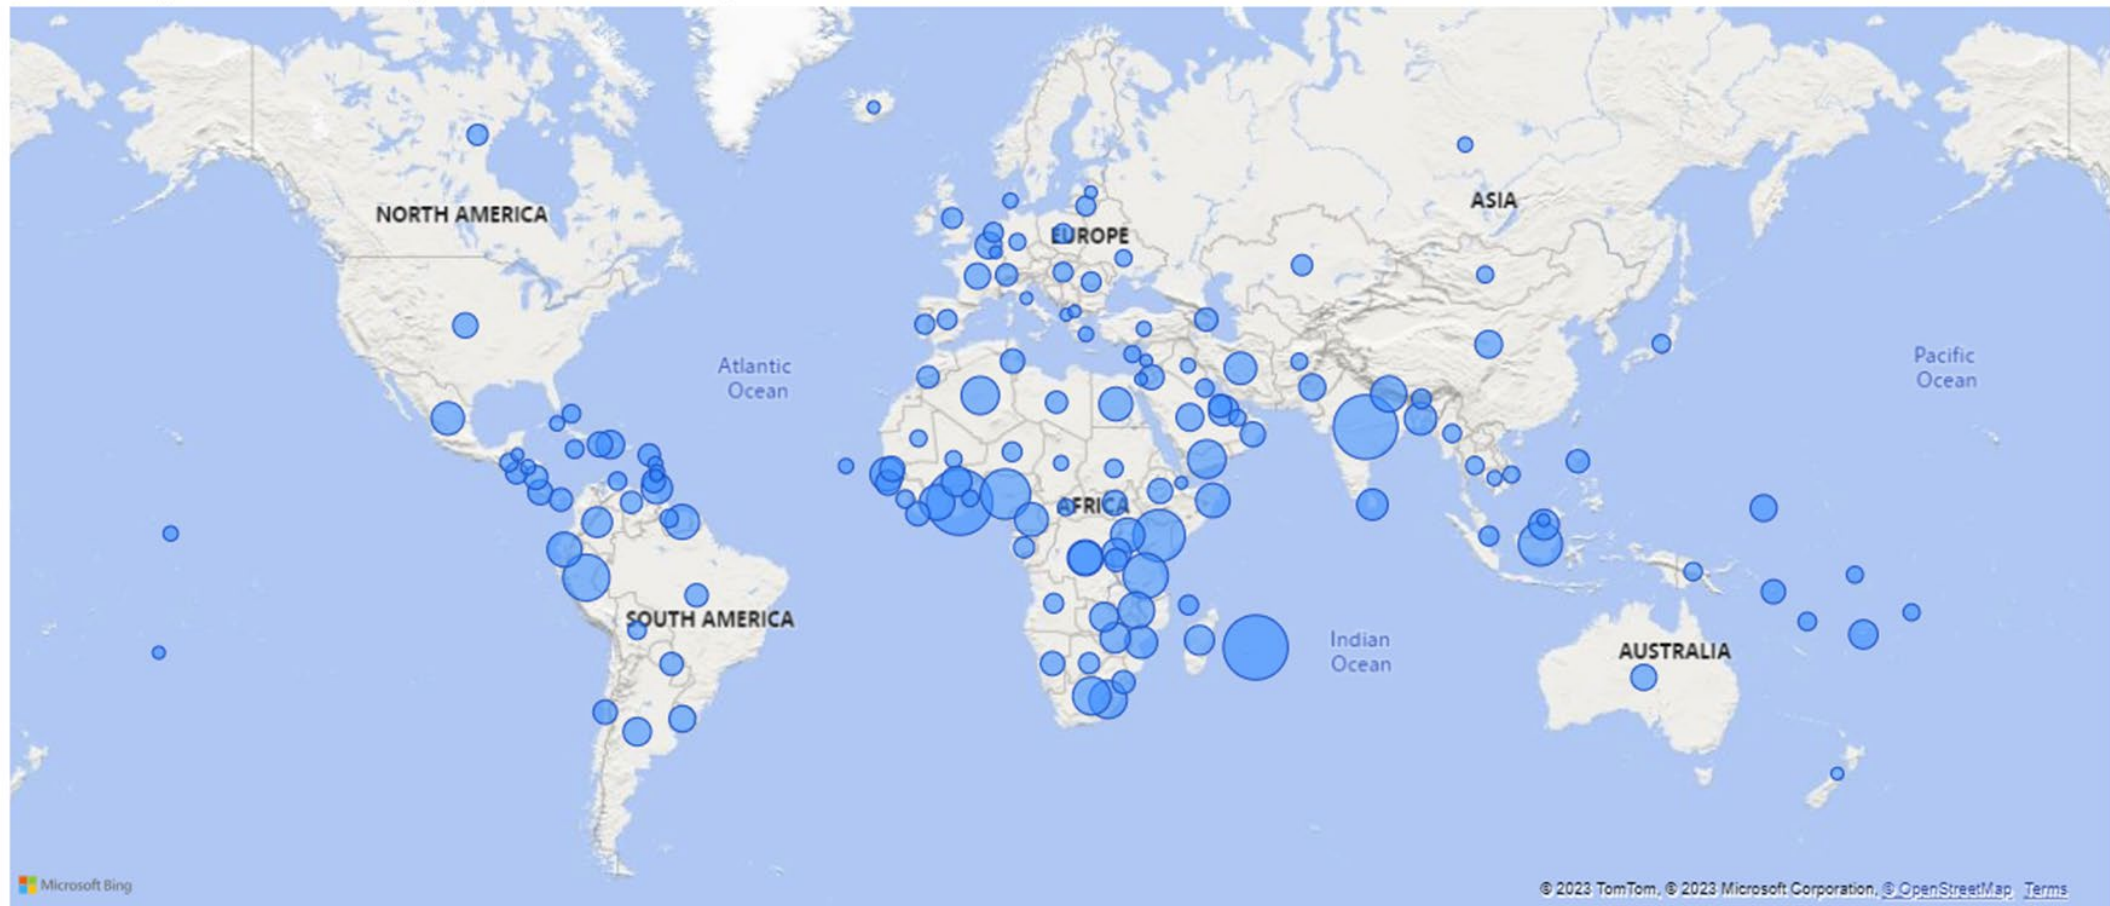 ASIA
NORTH AMERICA
EUROPE
Atlantic
Ocean
Pacific
Ocean
AFRICA
SOUTH AMERICA
Indian
Ocean
AUSTRALIA
Microsoft Bing
© 2023 TomTom, © 2023 Microsoft Corporation, © OpenStreetMap Terms